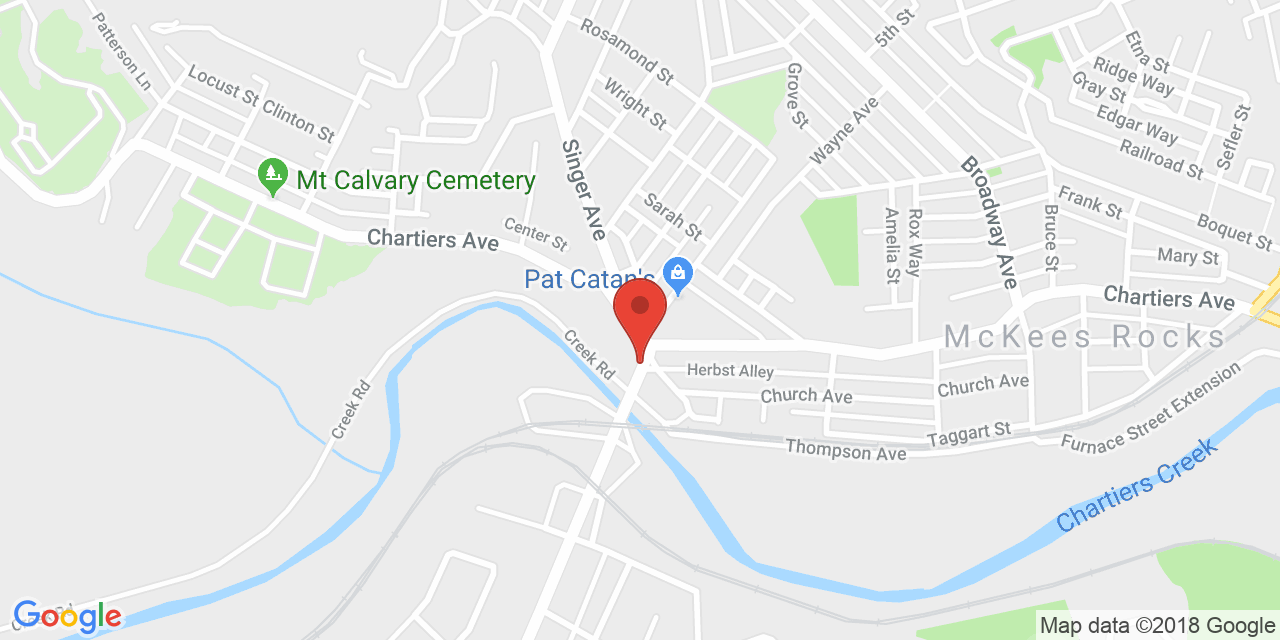 Patterson Ln
Rosamond St
5th St
Etna St
Ridge Way
Locust St
Clinton St
Wright St
Grove St
Wayne Ave
Gray St
Edgar Way
Sefler St
Railroad St
Mt Calvary Cemetery
Singer Ave
Broadway Ave
Sarah St
Frank St
Amelia St
Rox Way
Bruce St
Boquet St
Center St
Chartiers Ave
Mary St
Pat Catan's
Chartiers Ave
McKees Rocks
Creek Rd
Herbst Alley
Church Ave
Church Ave
Creek Rd
Furnace Street Extension
Taggart St
Thompson Ave
Chartiers Creek
Google
Map data ©2018 Google